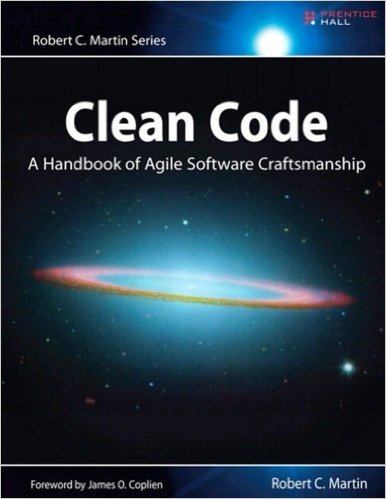 Robert C. Martin Series
PRENTICE
HALL
Clean Code
A Handbook of Agile Software Craftsmanship
Foreword by James O. Coplien
Robert C. Martin